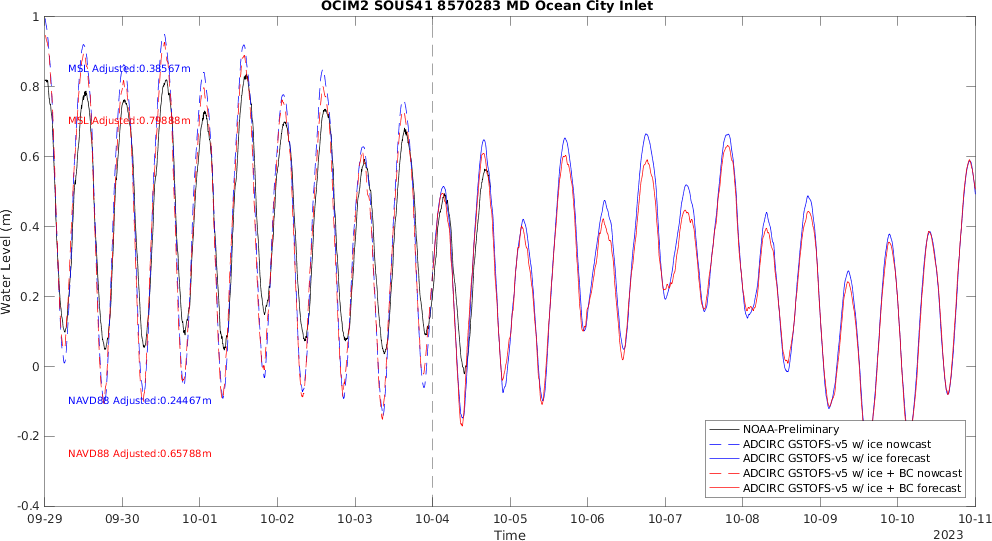 OCIM2 SOUS41 8570283 MD Ocean City Inlet
1
0.8
0.6
0.4
0.2
0
-0.2
-0.4
Water Level (m)
MSL Adjusted:0.38567m
MSL Adjusted:0.79888m
NAVD88 Adjusted:0.24467m
NAVD88 Adjusted:0.65788m
NOAA-Preliminary
ADCIRC GSTOFS-v5 w/ ice nowcast
ADCIRC GSTOFS-v5 w/ ice forecast
ADCIRC GSTOFS-v5 w/ ice + BC nowcast
ADCIRC GSTOFS-v5 w/ ice + BC forecast
09-29 09-30 10-01 10-02 10-03 10-04 10-05 10-06 10-07 10-08 10-09 10-10 10-11
Time
2023